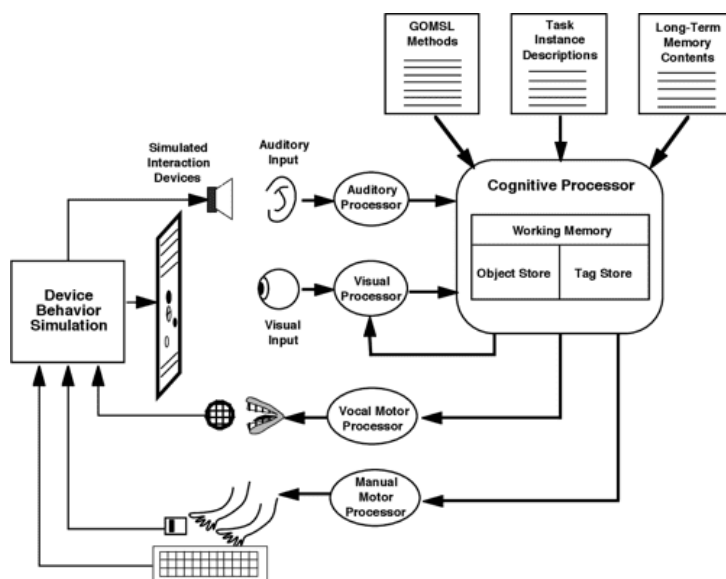 GOMSL
Methods
Task
Instance
Descriptions
Long-Term
Memory
Contents
Simulated
Interaction
Devices
Auditory
Input
Auditory
Processor
Cognitive Processor
Working Memory
Object Store
Tag Store
Device
Behavior
Simulation
Visual
Processor
Visual
Input
Vocal Motor
Processor
Manual
Motor
Processor